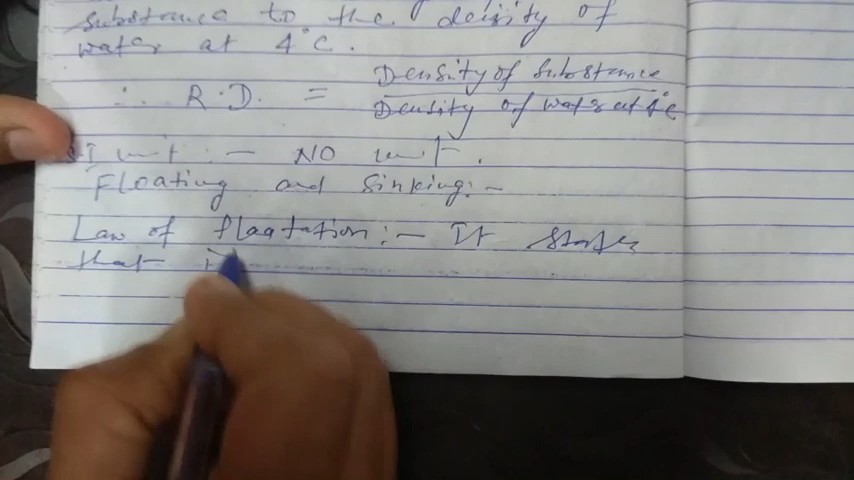 substance to the density of
water at 4°C.
∴ R.D. = Density of substance
Density of water at 4°C
SI unit :- NO unit.
Floating and Sinking:-
Law of floatation:- It states
that